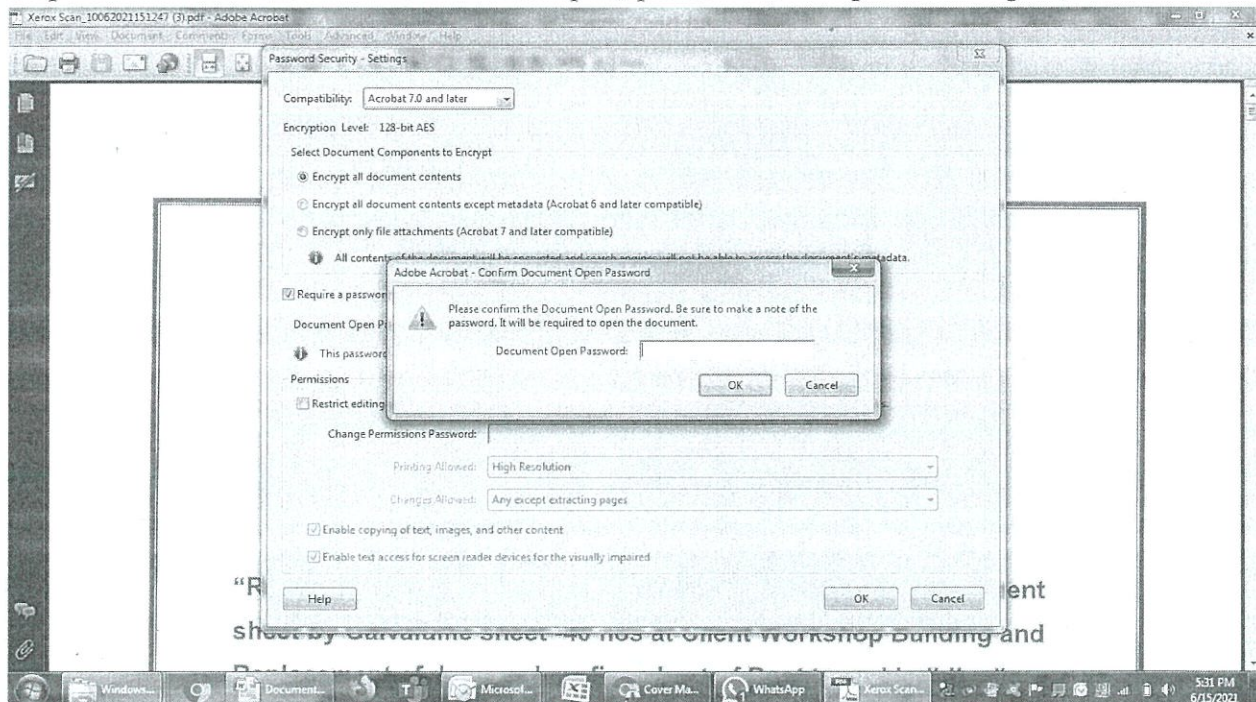 Xerox Scan_10062021151247 (3).pdf - Adobe Acrobat
File Edit View Document Comments Forms Tools Advanced Window Help
Password Security - Settings
Compatibility: Acrobat 7.0 and later
Encryption Level: 128-bit AES
Select Document Components to Encrypt
Encrypt all document contents
Encrypt all document contents except metadata (Acrobat 6 and later compatible)
Encrypt only file attachments (Acrobat 7 and later compatible)
All contents of the document will be encrypted and search engines will not be able to access the document's metadata.
Adobe Acrobat - Confirm Document Open Password
Require a passwor
Please confirm the Document Open Password. Be sure to make a note of the
password. It will be required to open the document.
Document Open P
This password
Document Open Password:
Permissions
OK Cancel
Restrict editing
Change Permissions Password:
Printing Allowed: High Resolution
Changes Allowed: Any except extracting pages
Enable copying of text, images, and other content
Enable text access for screen reader devices for the visually impaired
Help OK Cancel
“R ent
sheet by Galvalume sheet -40 nos at Client Workshop Building and
Windows... Document... Microsof... Cover Ma... WhatsApp Xerox Scan...
5:31 PM
6/15/2021